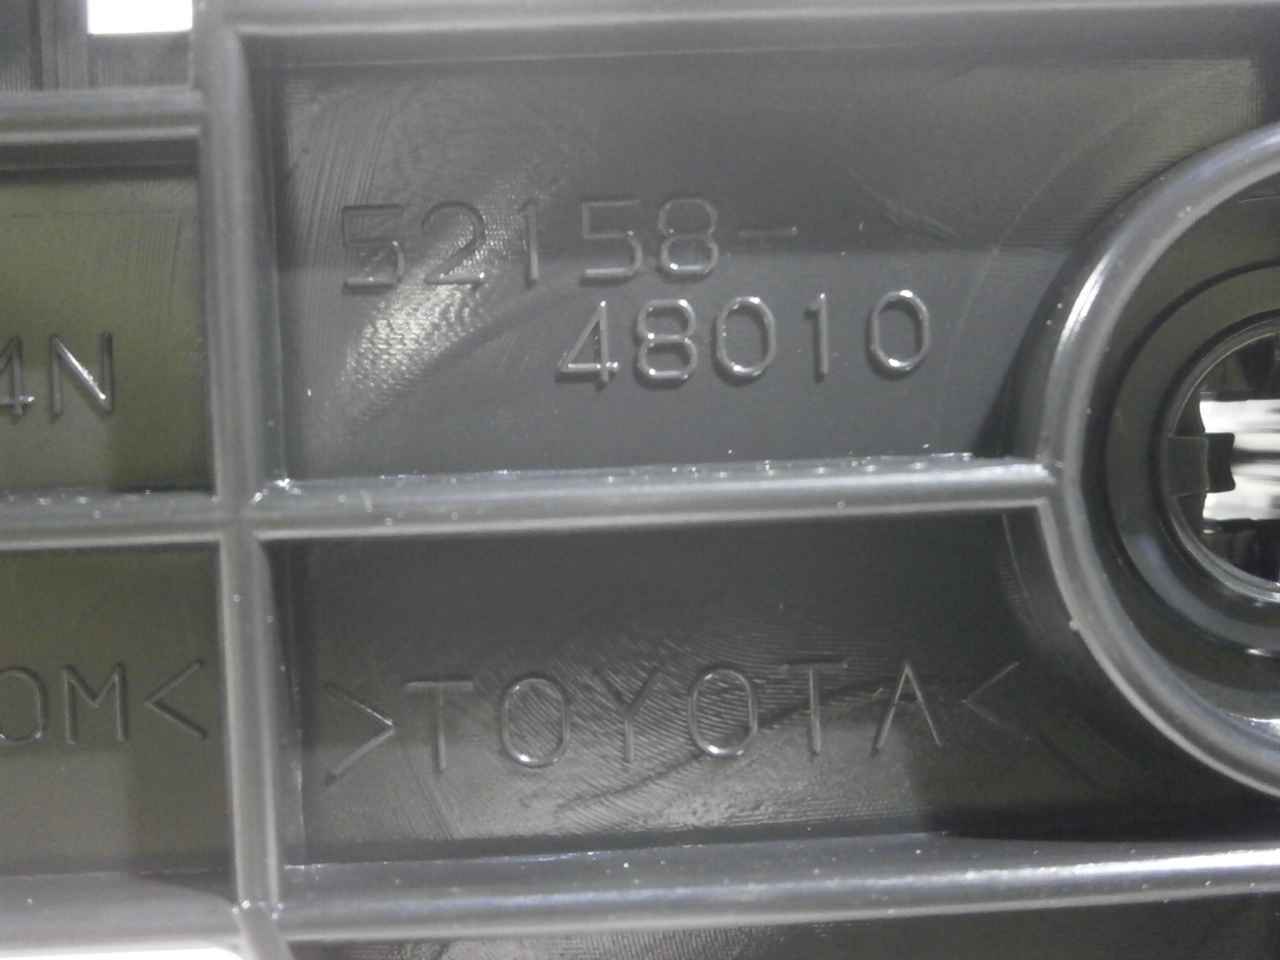 52158-
48010
4N
>TOYOTA<
OM<